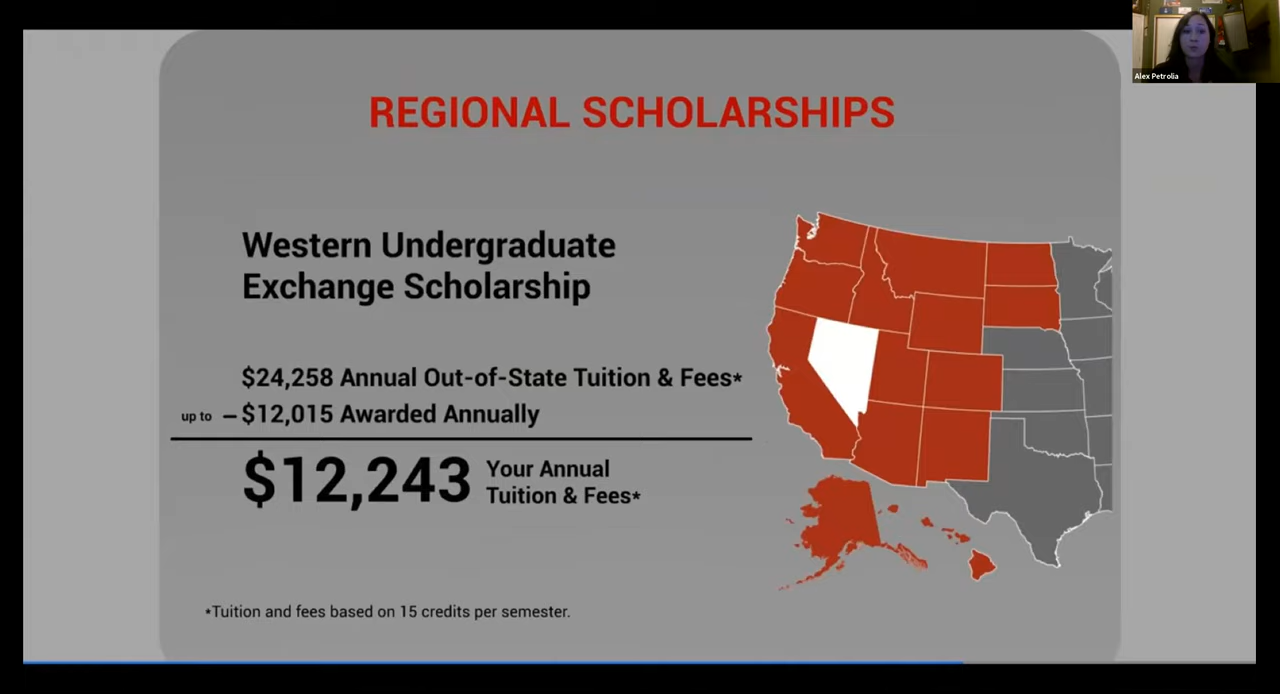 Alex Petrolia
REGIONAL SCHOLARSHIPS
Western Undergraduate
Exchange Scholarship
$24,258 Annual Out-of-State Tuition & Fees*
up to – $12,015 Awarded Annually
$12,243 Your Annual
Tuition & Fees*
*Tuition and fees based on 15 credits per semester.